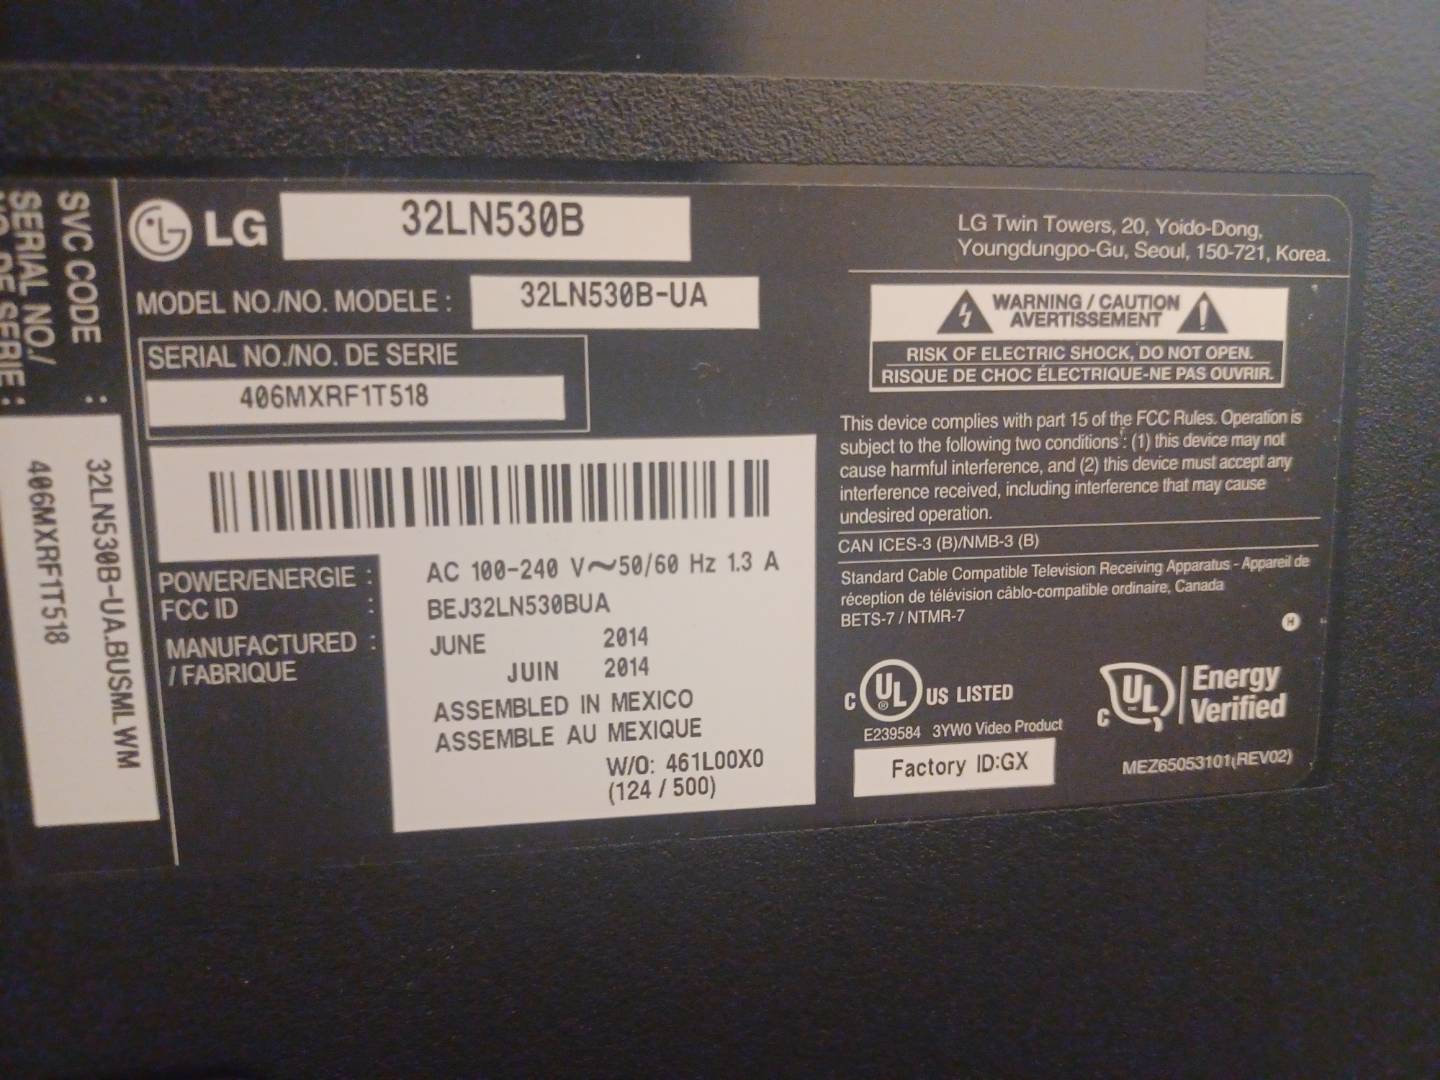 SVC CODE :
32LN530B-UA.BUSMLWM
SERIAL NO./
NO. DE SERIE :
406MXRF1T518
LG
32LN530B
MODEL NO./NO. MODELE :
32LN530B-UA
SERIAL NO./NO. DE SERIE
406MXRF1T518
POWER/ENERGIE : AC 100-240 V～50/60 Hz 1.3 A
FCC ID : BEJ32LN530BUA
MANUFACTURED : JUNE 2014
/ FABRIQUE JUIN 2014
ASSEMBLED IN MEXICO
ASSEMBLE AU MEXIQUE
W/O: 461L00X0
(124 / 500)
LG Twin Towers, 20, Yoido-Dong,
Youngdungpo-Gu, Seoul, 150-721, Korea.
WARNING / CAUTION
AVERTISSEMENT
RISK OF ELECTRIC SHOCK, DO NOT OPEN.
RISQUE DE CHOC ÉLECTRIQUE-NE PAS OUVRIR.
This device complies with part 15 of the FCC Rules. Operation is
subject to the following two conditions : (1) this device may not
cause harmful interference, and (2) this device must accept any
interference received, including interference that may cause
undesired operation.
CAN ICES-3 (B)/NMB-3 (B)
Standard Cable Compatible Television Receiving Apparatus - Appareil de
réception de télévision câblo-compatible ordinaire, Canada
BETS-7 / NTMR-7
H
C UL ® US LISTED
E239584 3YW0 Video Product
Factory ID:GX
C UL Energy
Verified
MEZ65053101(REV02)